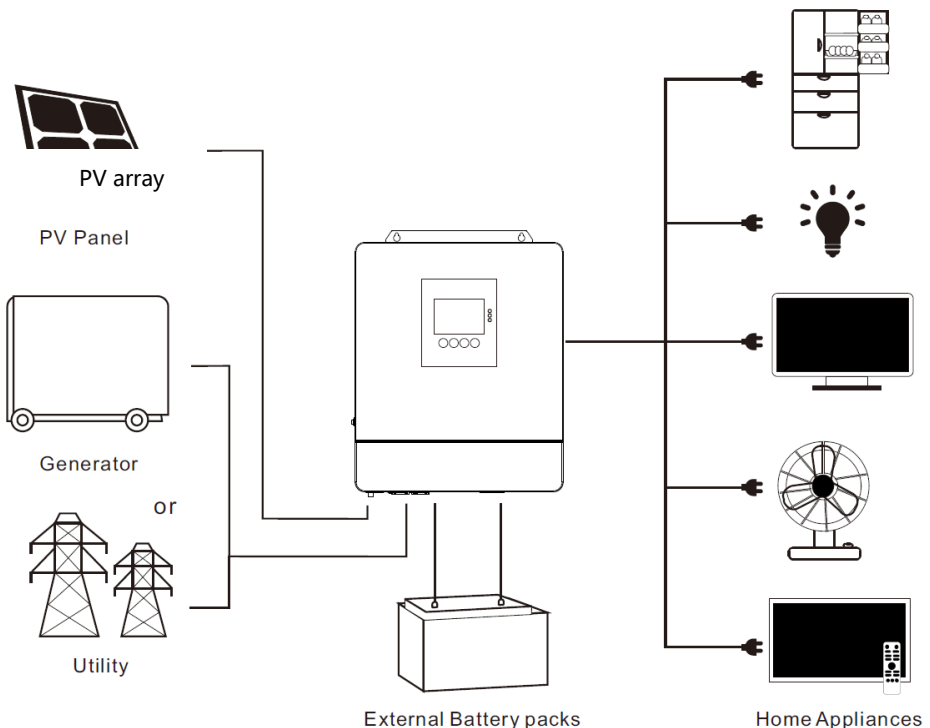 PV array
PV Panel
Generator
or
Utility
External Battery packs
Home Appliances